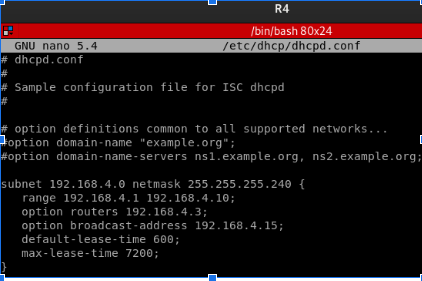 R4
/bin/bash 80x24
GNU nano 5.4 /etc/dhcp/dhcpd.conf
# dhcpd.conf
#
# Sample configuration file for ISC dhcpd
#
# option definitions common to all supported networks...
#option domain-name "example.org";
#option domain-name-servers ns1.example.org, ns2.example.org;
subnet 192.168.4.0 netmask 255.255.255.240 {
range 192.168.4.1 192.168.4.10;
option routers 192.168.4.3;
option broadcast-address 192.168.4.15;
default-lease-time 600;
max-lease-time 7200;
}